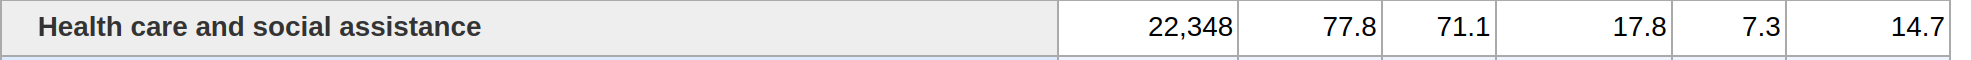 Health care and social assistance 22,348 77.8 71.1 17.8 7.3 14.7